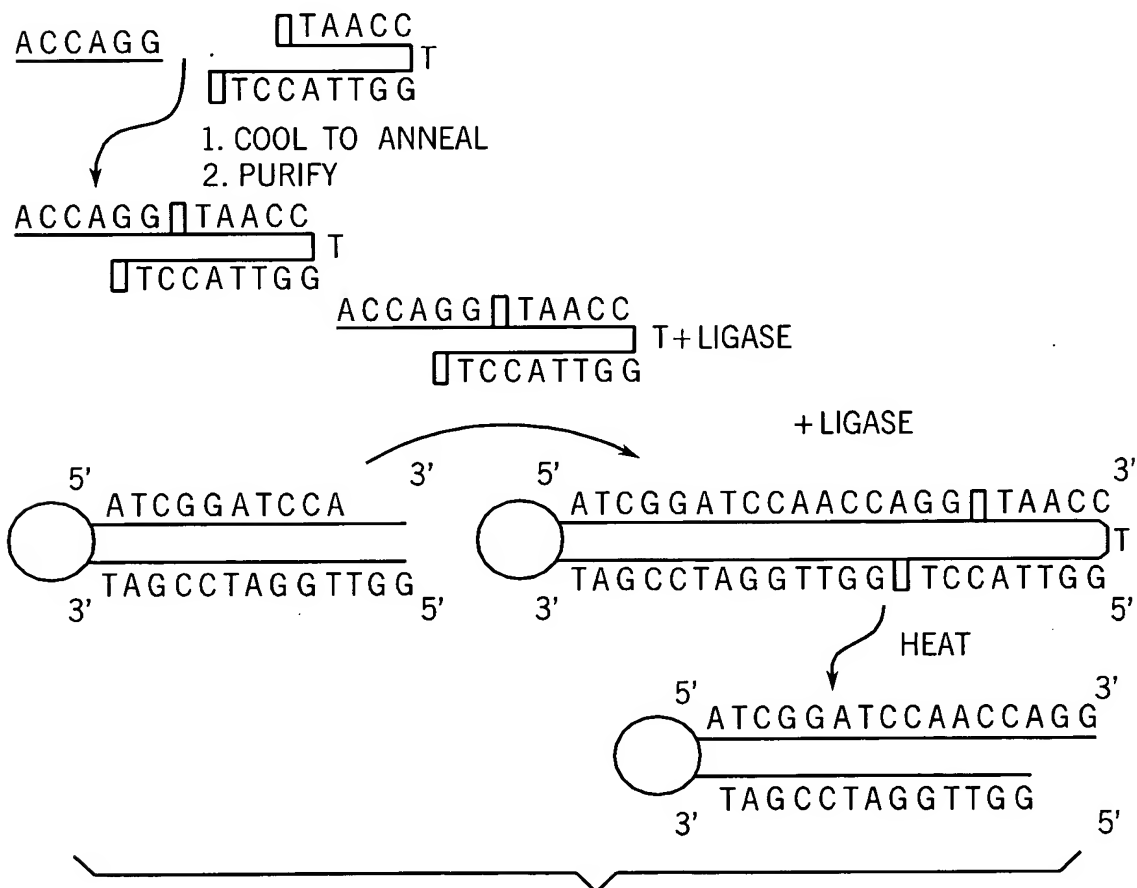 ACCAGG
TAACC
T
TCCATTGG
1. COOL TO ANNEAL
2. PURIFY
ACCAGG TAACC
T
TCCATTGG
ACCAGG TAACC
T+LIGASE
TCCATTGG
+LIGASE
5' 3'
ATCGGATCCA
TAGCCTAGGTTGG
3' 5'
5' 3'
ATCGGATCCAACCAGG TAACC
T
TAGCCTAGGTTGG TCCATTGG
3' 5'
HEAT
5' 3'
ATCGGATCCAACCAGG
TAGCCTAGGTTGG
3' 5'